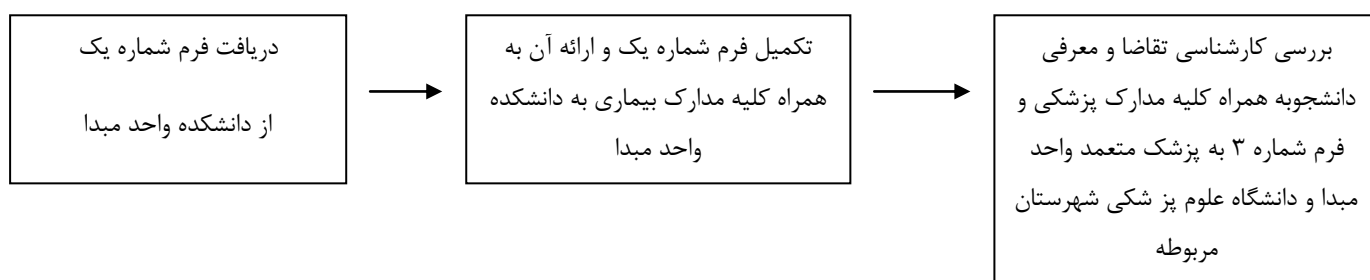 دریافت فرم شماره یک
از دانشکده واحد مبدا
تکمیل فرم شماره یک و ارائه آن به
همراه کلیه مدارک بیماری به دانشکده
واحد مبدا
بررسی کارشناسی تقاضا و معرفی
دانشجوبه همراه کلیه مدارک پزشکی و
فرم شماره ۳ به پزشک متعمد واحد
مبدا و دانشگاه علوم پز شکی شهرستان
مربوطه